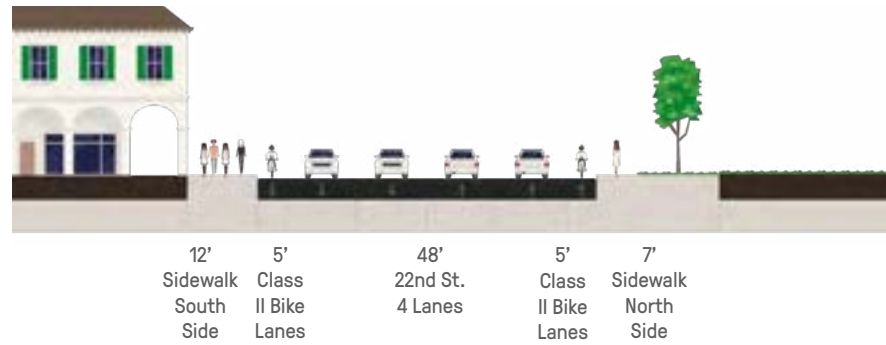 12’
Sidewalk
South
Side
5’
Class
II Bike
Lanes
48’
22nd St.
4 Lanes
5’
Class
II Bike
Lanes
7’
Sidewalk
North
Side